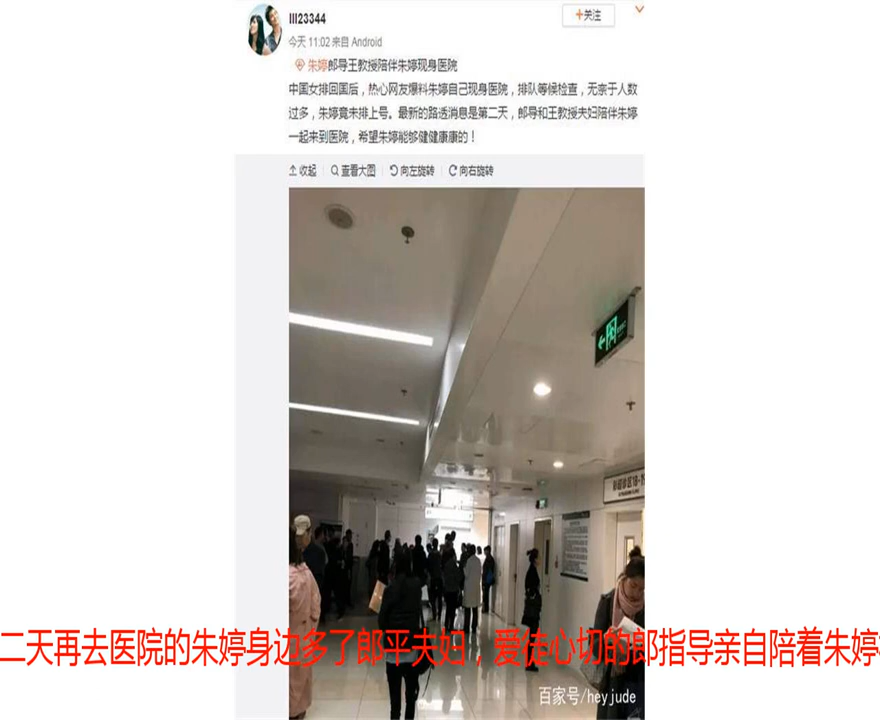 lll23344
+关注
今天 11:02 来自 Android
朱婷郎导王教授陪伴朱婷现身医院
中国女排回国后，热心网友爆料朱婷自己现身医院，排队等候检查，无奈于人数
过多，朱婷竟未排上号。最新的路透消息是第二天，郎导和王教授夫妇陪伴朱婷
一起来到医院，希望朱婷能够健健康康的！
收起 查看大图 向左旋转 向右旋转
二天再去医院的朱婷身边多了郎平夫妇，爱徒心切的郎指导亲自陪着朱婷
百家号/heyjude